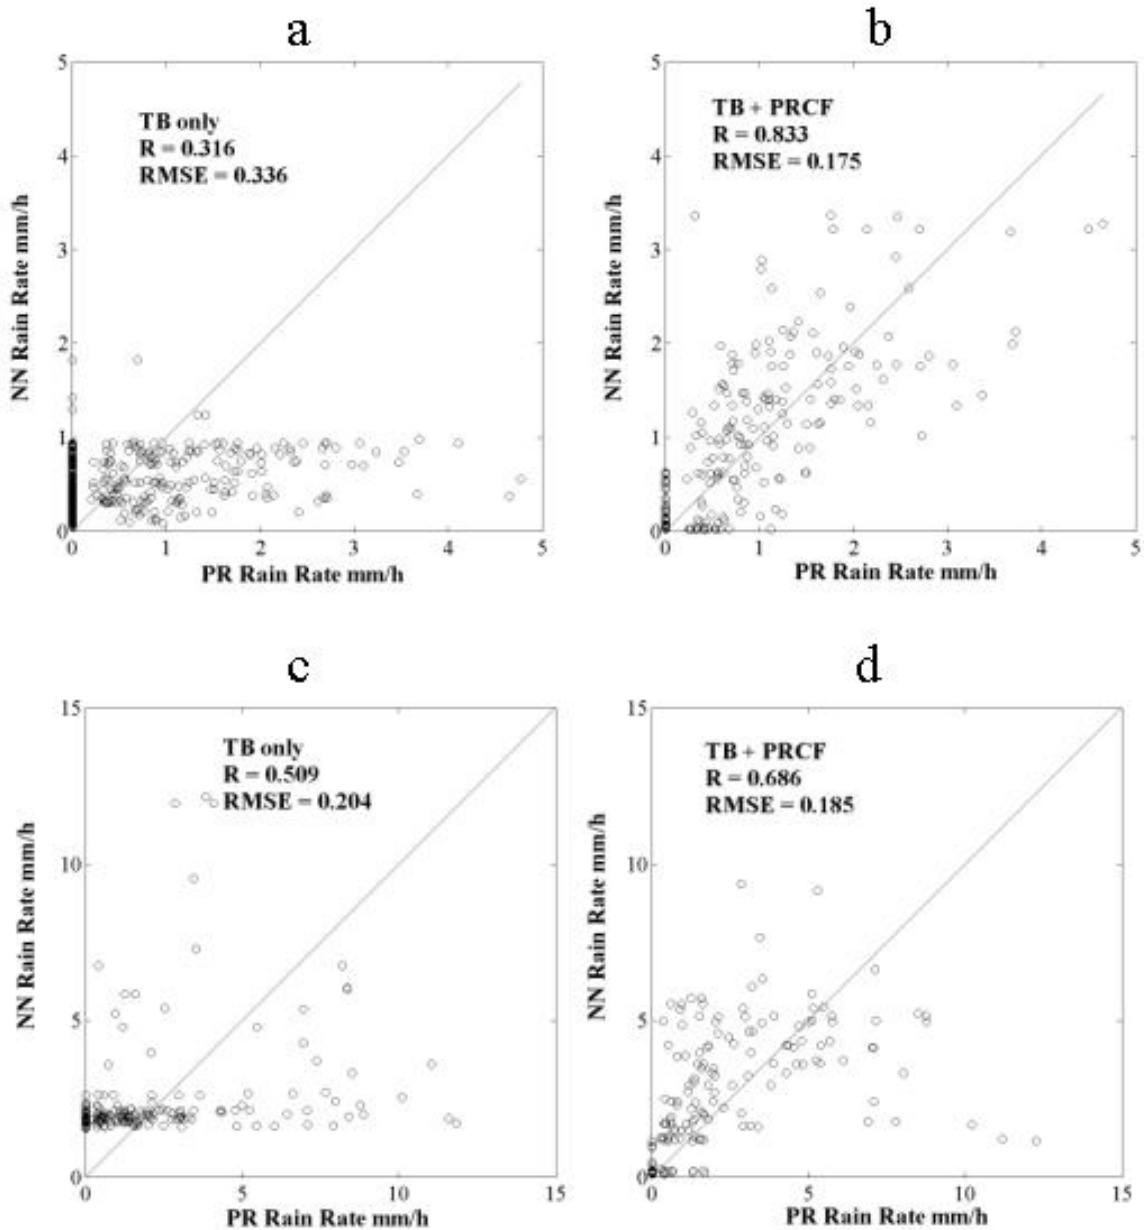 a
b
5
4
3
2
1
0
NN Rain Rate mm/h
TB only
R = 0.316
RMSE = 0.336
0
1
2
3
4
5
PR Rain Rate mm/h
5
4
3
2
1
0
NN Rain Rate mm/h
TB + PRCF
R = 0.833
RMSE = 0.175
0
1
2
3
4
5
PR Rain Rate mm/h
c
d
15
10
5
0
NN Rain Rate mm/h
TB only
R = 0.509
RMSE = 0.204
0
5
10
15
PR Rain Rate mm/h
15
10
5
0
NN Rain Rate mm/h
TB + PRCF
R = 0.686
RMSE = 0.185
0
5
10
15
PR Rain Rate mm/h